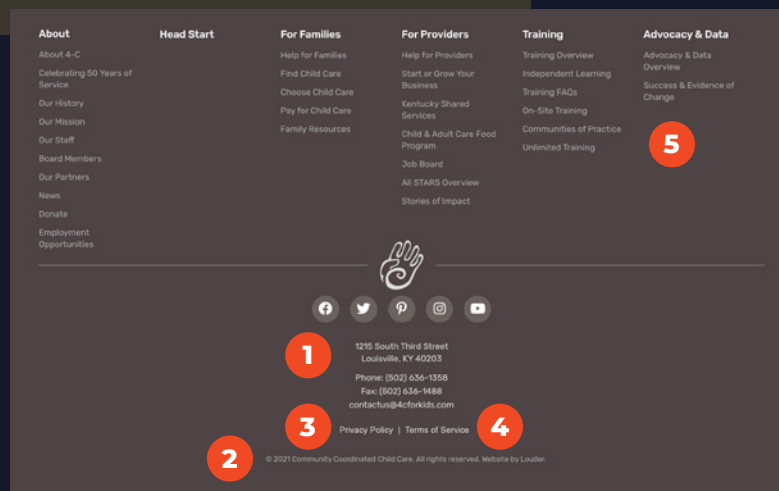 About
About 4-C
Celebrating 50 Years of
Service
Our History
Our Mission
Our Staff
Board Members
Our Partners
News
Donate
Employment
Opportunities
Head Start
For Families
Help for Families
Find Child Care
Choose Child Care
Pay for Child Care
Family Resources
For Providers
Help for Providers
Start or Grow Your
Business
Kentucky Shared
Services
Child & Adult Care Food
Program
Job Board
All STARS Overview
Stories of Impact
Training
Training Overview
Independent Learning
Training FAQs
On-Site Training
Communities of Practice
Unlimited Training
Advocacy & Data
Advocacy & Data
Overview
Success & Evidence of
Change
5
1
1215 South Third Street
Louisville, KY 40203
Phone: (502) 636-1358
Fax: (502) 636-1488
contactus@4cforkids.com
3
Privacy Policy | Terms of Service
4
2
© 2021 Community Coordinated Child Care. All rights reserved. Website by Louder.